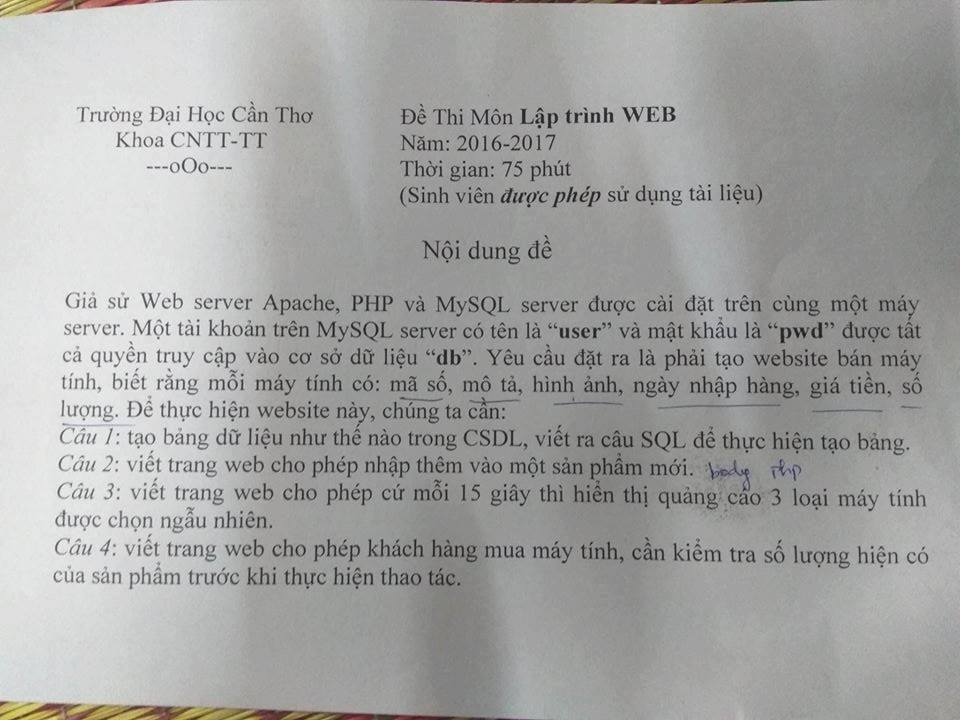 Trường Đại Học Cần Thơ
Khoa CNTT-TT
---oOo---
Đề Thi Môn Lập trình WEB
Năm: 2016-2017
Thời gian: 75 phút
(Sinh viên được phép sử dụng tài liệu)
Nội dung đề
Giả sử Web server Apache, PHP và MySQL server được cài đặt trên cùng một máy
server. Một tài khoản trên MySQL server có tên là “user” và mật khẩu là “pwd” được tất
cả quyền truy cập vào cơ sở dữ liệu “db”. Yêu cầu đặt ra là phải tạo website bán máy
tính, biết rằng mỗi máy tính có: mã số, mô tả, hình ảnh, ngày nhập hàng, giá tiền, số
lượng. Để thực hiện website này, chúng ta cần:
Câu 1: tạo bảng dữ liệu như thế nào trong CSDL, viết ra câu SQL để thực hiện tạo bảng.
Câu 2: viết trang web cho phép nhập thêm vào một sản phẩm mới. body php
Câu 3: viết trang web cho phép cứ mỗi 15 giây thì hiển thị quảng cáo 3 loại máy tính
được chọn ngẫu nhiên.
Câu 4: viết trang web cho phép khách hàng mua máy tính, cần kiểm tra số lượng hiện có
của sản phẩm trước khi thực hiện thao tác.